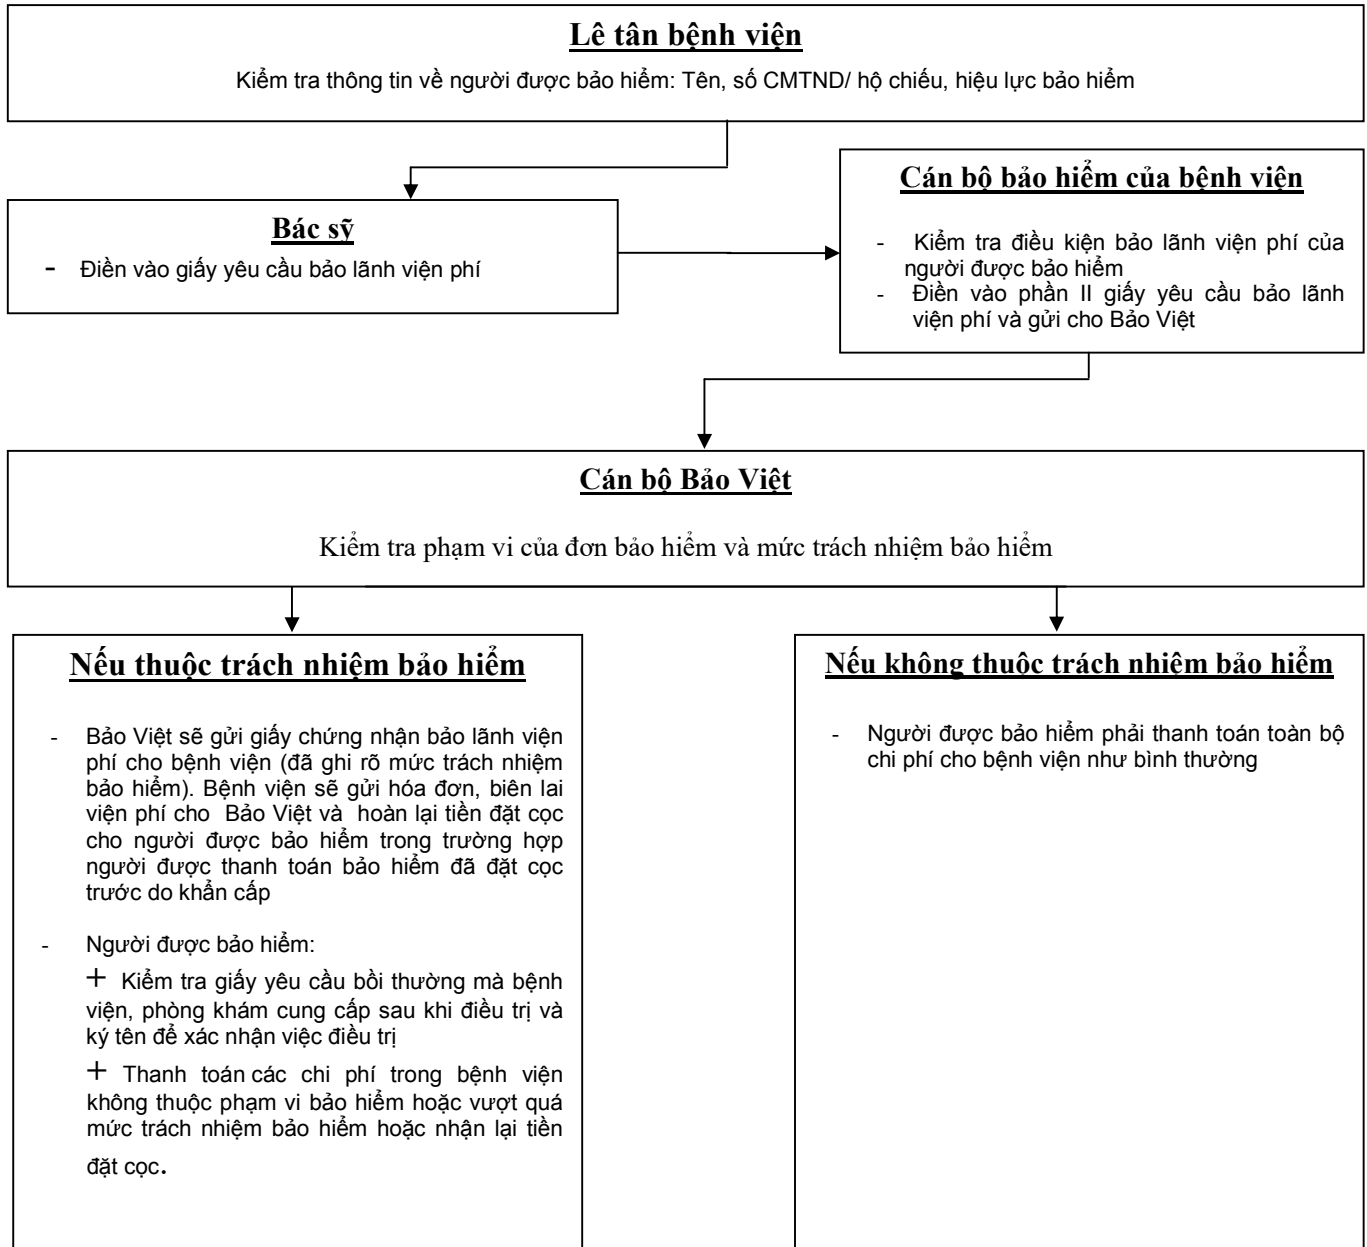 Lê tân bệnh viện
Kiểm tra thông tin về người được bảo hiểm: Tên, số CMTND/ hộ chiếu, hiệu lực bảo hiểm
Bác sỹ
- Điền vào giấy yêu cầu bảo lãnh viện phí
Cán bộ bảo hiểm của bệnh viện
- Kiểm tra điều kiện bảo lãnh viện phí của
người được bảo hiểm
- Điền vào phần II giấy yêu cầu bảo lãnh
viện phí và gửi cho Bảo Việt
Cán bộ Bảo Việt
Kiểm tra phạm vi của đơn bảo hiểm và mức trách nhiệm bảo hiểm
Nếu thuộc trách nhiệm bảo hiểm
- Bảo Việt sẽ gửi giấy chứng nhận bảo lãnh viện
phí cho bệnh viện (đã ghi rõ mức trách nhiệm
bảo hiểm). Bệnh viện sẽ gửi hóa đơn, biên lai
viện phí cho Bảo Việt và hoàn lại tiền đặt cọc
cho người được bảo hiểm trong trường hợp
người được thanh toán bảo hiểm đã đặt cọc
trước do khẩn cấp
- Người được bảo hiểm:
+ Kiểm tra giấy yêu cầu bồi thường mà bệnh
viện, phòng khám cung cấp sau khi điều trị và
ký tên để xác nhận việc điều trị
+ Thanh toán các chi phí trong bệnh viện
không thuộc phạm vi bảo hiểm hoặc vượt quá
mức trách nhiệm bảo hiểm hoặc nhận lại tiền
đặt cọc.
Nếu không thuộc trách nhiệm bảo hiểm
- Người được bảo hiểm phải thanh toán toàn bộ
chi phí cho bệnh viện như bình thường